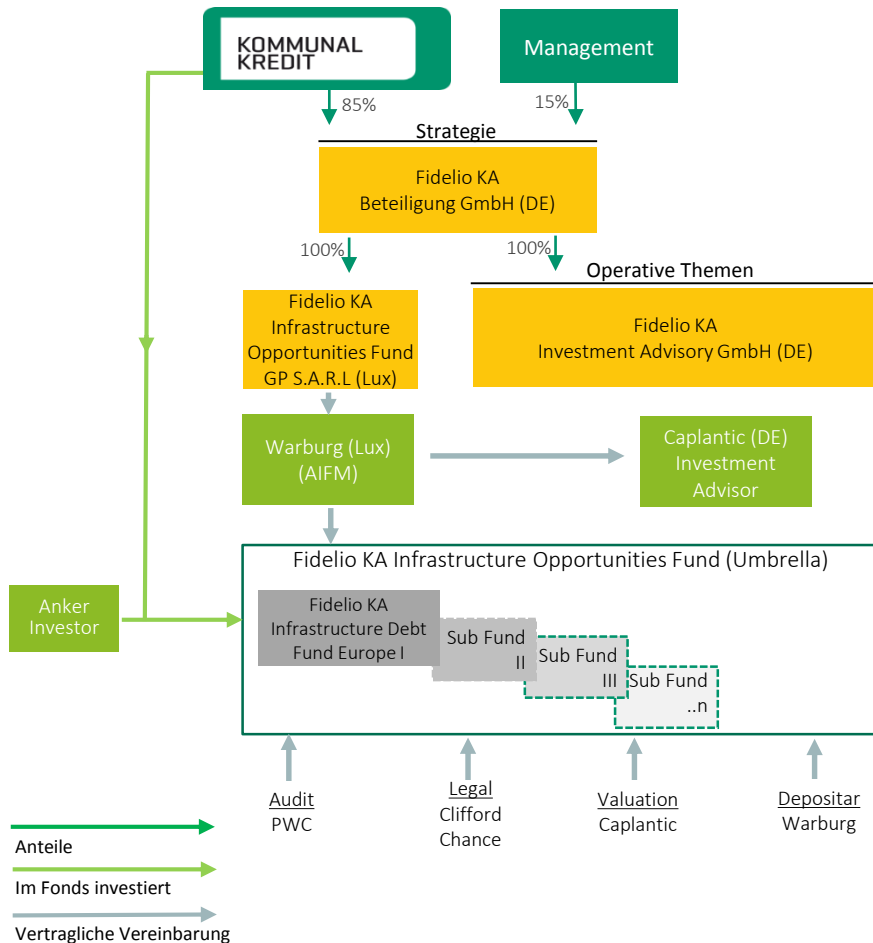 KOMMUNAL
KREDIT
Management
85%
15%
Strategie
Fidelio KA
Beteiligung GmbH (DE)
100%
100%
Operative Themen
Fidelio KA
Infrastructure
Opportunities Fund
GP S.A.R.L (Lux)
Fidelio KA
Investment Advisory GmbH (DE)
Warburg (Lux)
(AIFM)
Caplantic (DE)
Investment
Advisor
Fidelio KA Infrastructure Opportunities Fund (Umbrella)
Anker
Investor
Fidelio KA
Infrastructure Debt
Fund Europe I
Sub Fund
II
Sub Fund
III
Sub Fund
..n
Audit
PWC
Legal
Clifford
Chance
Valuation
Caplantic
Depositar
Warburg
Anteile
Im Fonds investiert
Vertragliche Vereinbarung